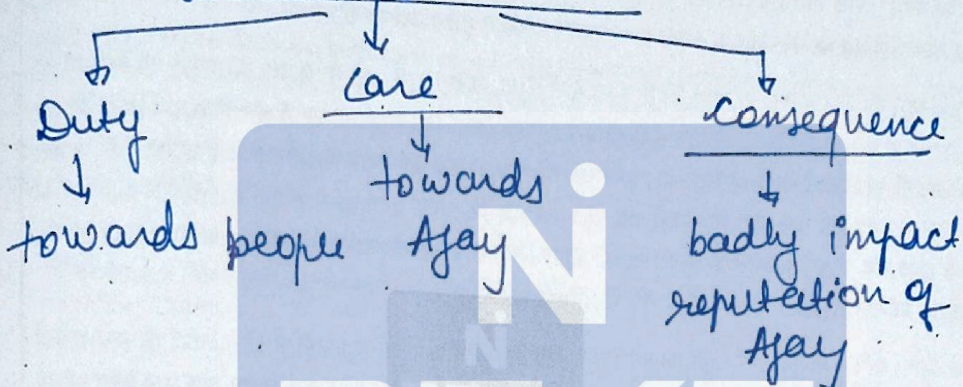 Duty
Care
Consequence
towards people
towards
Ajay
badly impact
reputation of
Ajay
N
N